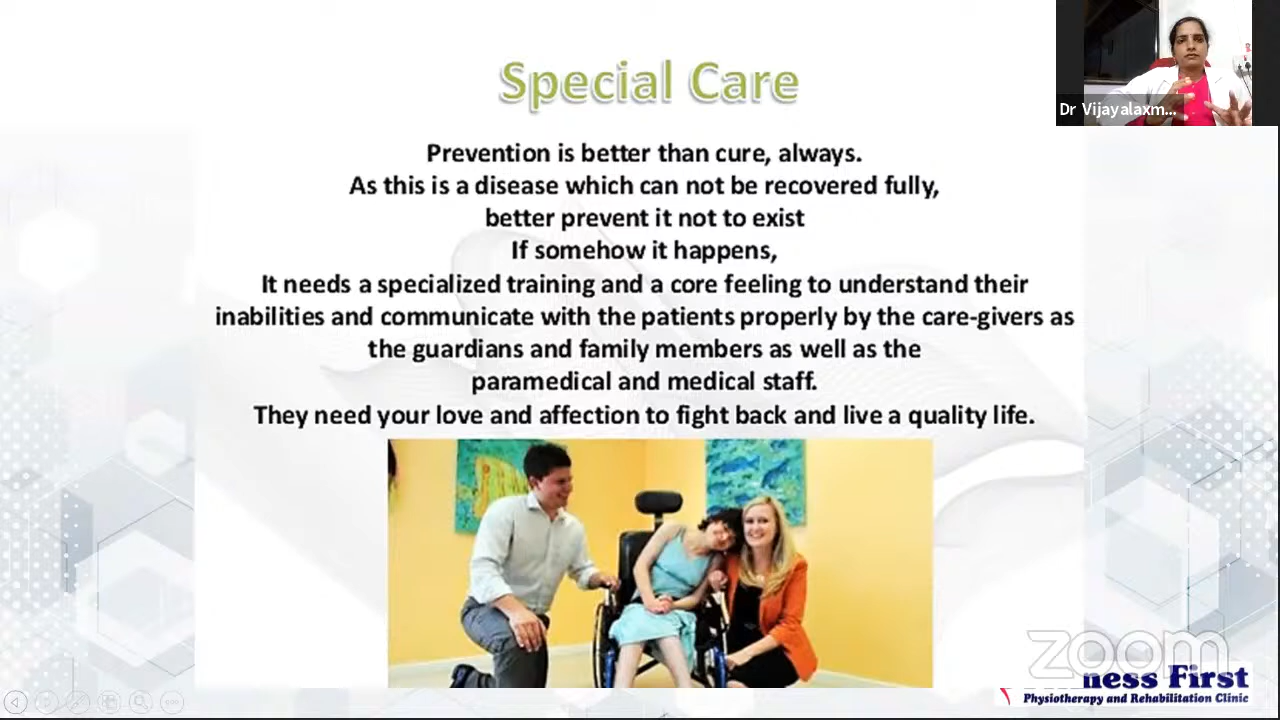 Special Care
Dr Vijayalaxm...
Prevention is better than cure, always.
As this is a disease which can not be recovered fully,
better prevent it not to exist
If somehow it happens,
It needs a specialized training and a core feeling to understand their
inabilities and communicate with the patients properly by the care-givers as
the guardians and family members as well as the
paramedical and medical staff.
They need your love and affection to fight back and live a quality life.
zoom
ness First
Physiotherapy and Rehabilitation Clinic